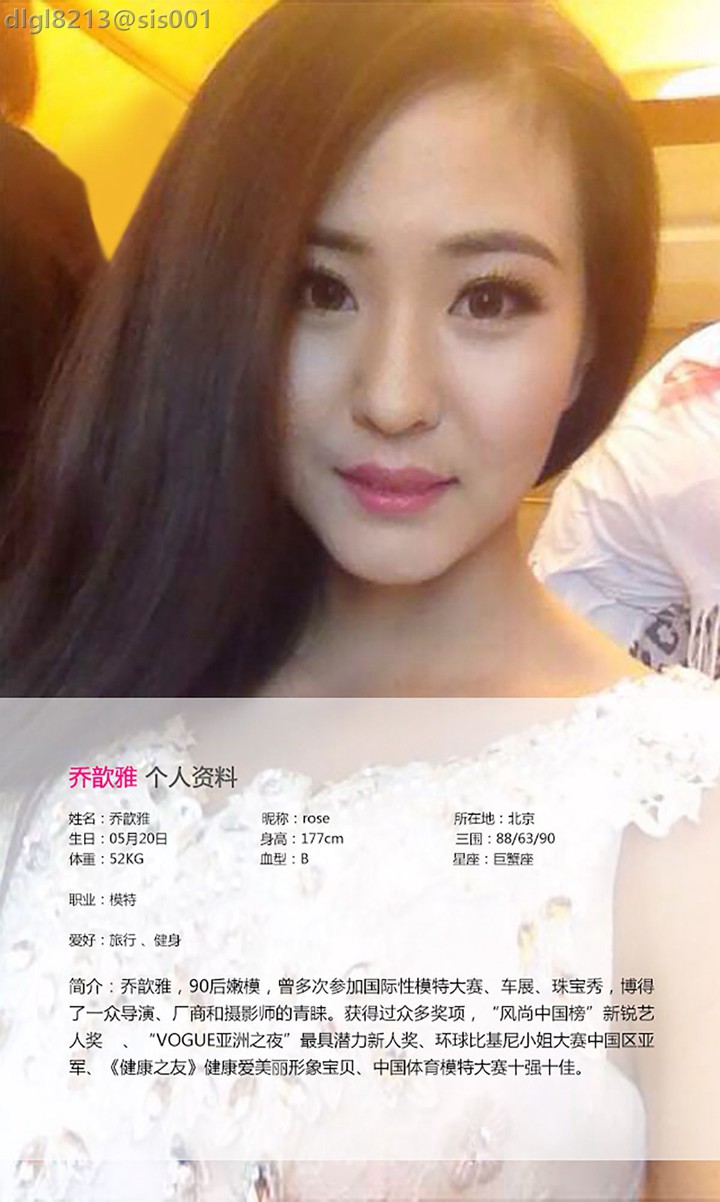 dlgl8213@sis001
乔歆雅 个人资料
姓名：乔歆雅 昵称：rose 所在地：北京
生日：05月20日 身高：177cm 三围：88/63/90
体重：52KG 血型：B 星座：巨蟹座
职业：模特
爱好：旅行 、健身
简介：乔歆雅，90后嫩模，曾多次参加国际性模特大赛、车展、珠宝秀，博得
了一众导演、厂商和摄影师的青睐。获得过众多奖项，“风尚中国榜”新锐艺
人奖 、“VOGUE亚洲之夜”最具潜力新人奖、环球比基尼小姐大赛中国区亚
军、《健康之友》健康爱美丽形象宝贝、中国体育模特大赛十强十佳。